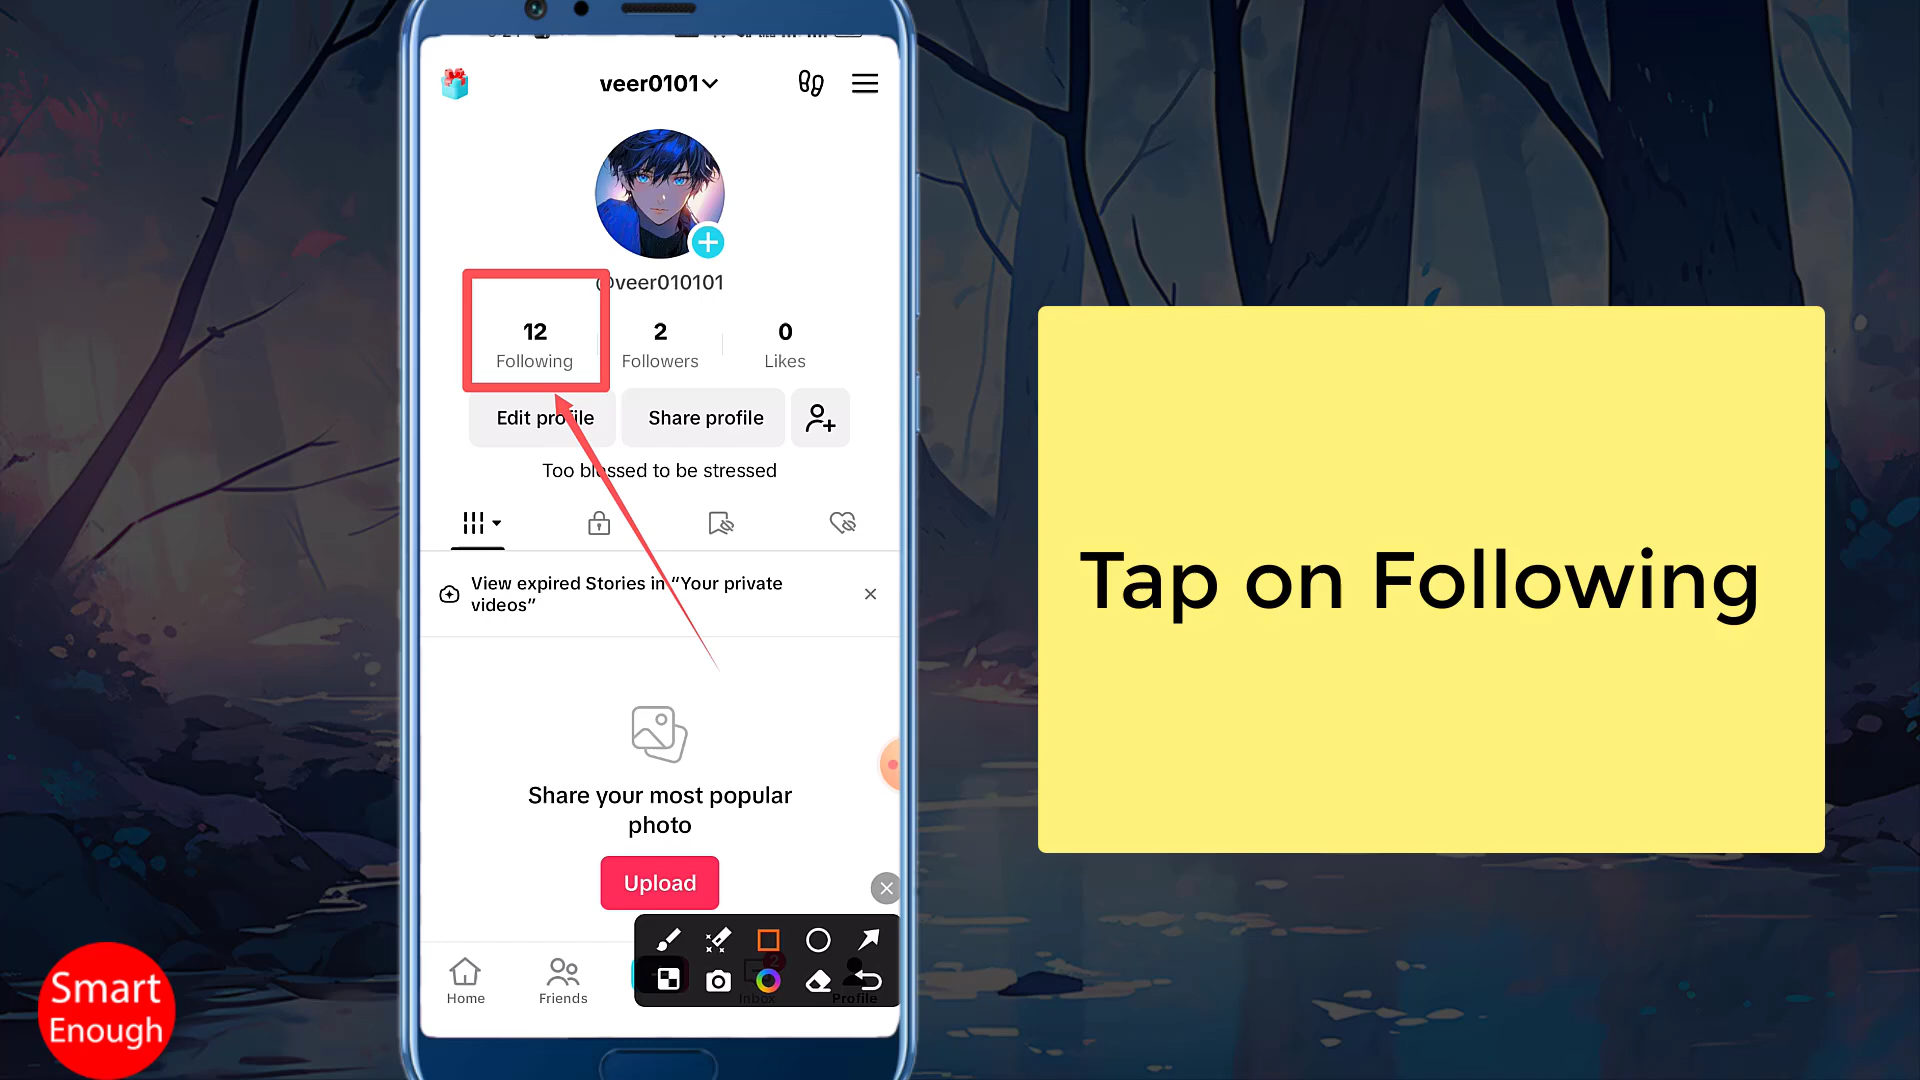 veer0101
@veer010101
12 2 0
Following Followers Likes
Edit profile Share profile
Too blessed to be stressed
View expired Stories in “Your private
videos”
Share your most popular
photo
Upload
2
Home Friends Inbox Profile
Tap on Following
Smart
Enough